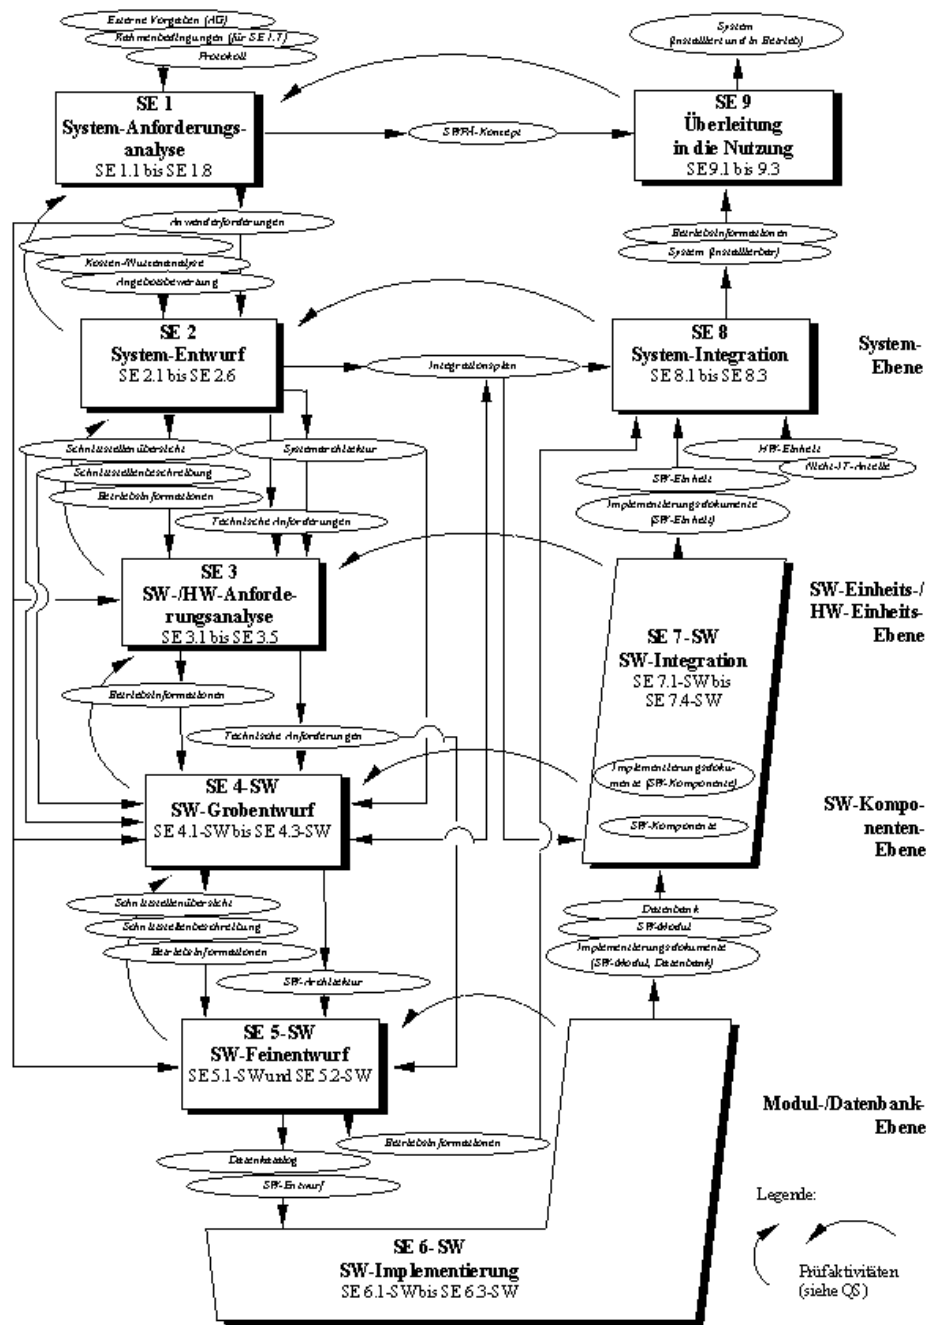 Externe Vorgaben (AG)
Rahmenbedingungen (für SE 1.7)
Protokoll
System
(Installiert und in Betrieb)
SE 1
System-Anforderungs-
analyse
SE 1.1 bis SE 1.8
SWPÄ-Konzept
SE 9
Überleitung
in die Nutzung
SE 9.1 bis 9.3
Anwenderforderungen
Kosten-Nutzenanalyse
Angebotsbewertung
Betriebsinformationen
System (Installierbar)
SE 2
System-Entwurf
SE 2.1 bis SE 2.6
Integrationsplan
SE 8
System-Integration
SE 8.1 bis SE 8.3
System-
Ebene
Schnittstellenübersicht
Schnittstellenbeschreibung
Betriebsinformationen
Systemarchitektur
Technische Anforderungen
HW-Einheit
Nicht-IT-Anteile
SW-Einheit
Implementierungsdokumente
(SW-Einheit)
SE 3
SW-/HW-Anforde-
rungsanalyse
SE 3.1 bis SE 3.5
SW-Einheits-/
HW-Einheits-
Ebene
SE 7-SW
SW-Integration
SE 7.1-SW bis
SE 7.4-SW
Betriebsinformationen
Technische Anforderungen
Implementierungsdoku-
mente (SW-Komponente)
SW-Komponente
SE 4-SW
SW-Grobentwurf
SE 4.1-SW bis SE 4.3-SW
SW-Kompo-
nenten-
Ebene
Schnittstellenübersicht
Schnittstellenbeschreibung
Betriebsinformationen
SW-Architektur
Datenbank
SW-Modul
Implementierungsdokumente
(SW-Modul, Datenbank)
SE 5-SW
SW-Feinentwurf
SE 5.1-SW und SE 5.2-SW
Modul-/Datenbank-
Ebene
Betriebsinformationen
Datenkatalog
SW-Entwurf
SE 6-SW
SW-Implementierung
SE 6.1-SW bis SE 6.3-SW
Legende:
Prüfaktivitäten
(siehe QS)